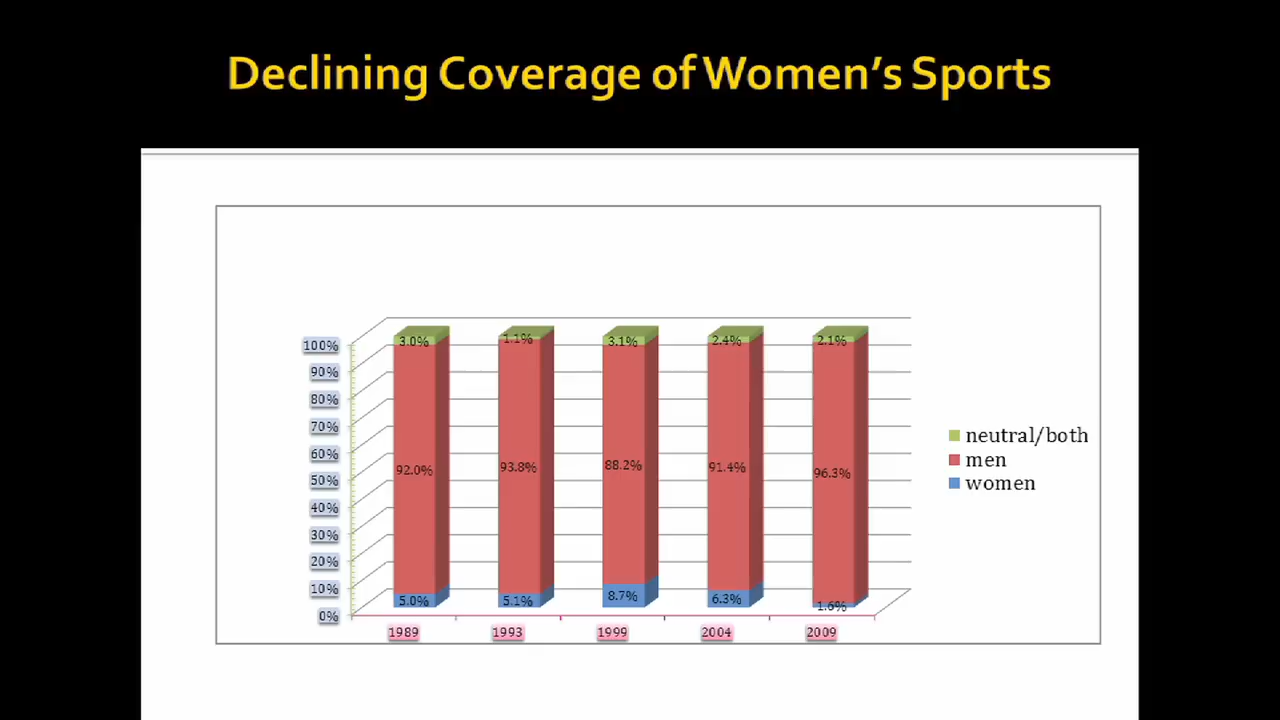 Declining Coverage of Women's Sports
100%
90%
80%
70%
60%
50%
40%
30%
20%
10%
0%
3.0% 1.1% 3.1% 2.4% 2.1%
92.0% 93.8% 88.2% 91.4% 96.3%
5.0% 5.1% 8.7% 6.3% 1.6%
1989 1993 1999 2004 2009
neutral/both
men
women